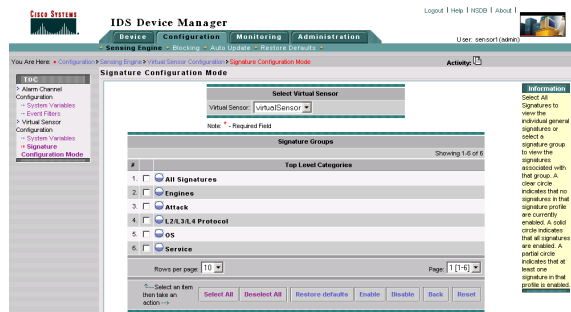 CISCO SYSTEMS
Logout | Help | NSDB | About |
IDS Device Manager
Device Configuration Monitoring Administration
User: sensor1 (admin)
Sensing Engine Blocking Auto Update Restore Defaults
You Are Here: • Configuration > Sensing Engine > Virtual Sensor Configuration > Signature Configuration Mode
Activity:
TOC
Signature Configuration Mode
> Alarm Channel
Configuration
System Variables
Event Filters
> Virtual Sensor
Configuration
System Variables
Signature
Configuration Mode
Select Virtual Sensor
Virtual Sensor: virtualSensor
Note: * - Required Field
Signature Groups
Showing 1-6 of 6
# Top Level Categories
1. All Signatures
2. Engines
3. Attack
4. L2/L3/L4 Protocol
5. OS
6. Service
Rows per page: 10
Page: 1 [1-6]
^--Select an item
then take an
action -->
Select All Deselect All Restore defaults Enable Disable Back Reset
Information
Select All
Signatures to
view the
individual general
signatures or
select a
signature group
to view the
signatures
associated with
that group. A
clear circle
indicates that no
signatures in that
signature profile
are currently
enabled. A solid
circle indicates
that all signatures
are enabled. A
partial circle
indicates that at
least one
signature in that
profile is enabled.